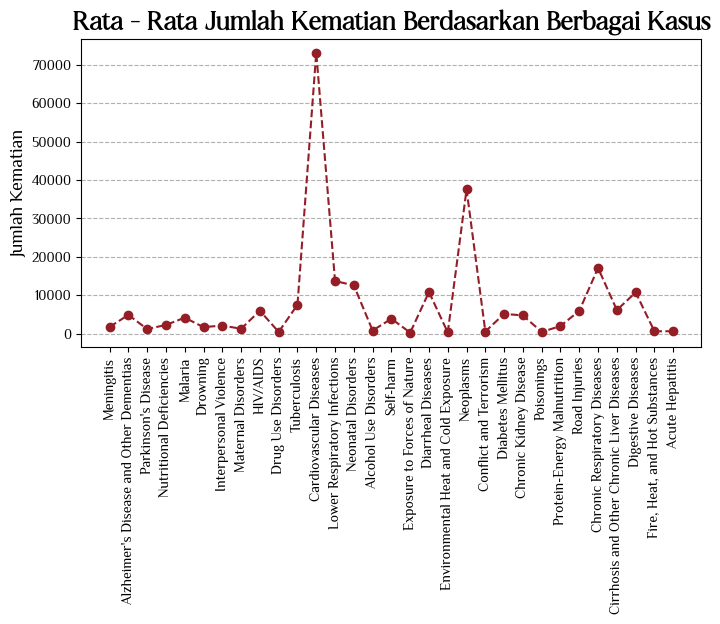 Rata - Rata Jumlah Kematian Berdasarkan Berbagai Kasus
Jumlah Kematian
70000
60000
50000
40000
30000
20000
10000
0
Meningitis
Alzheimer's Disease and Other Dementias
Parkinson's Disease
Nutritional Deficiencies
Malaria
Drowning
Interpersonal Violence
Maternal Disorders
HIV/AIDS
Drug Use Disorders
Tuberculosis
Cardiovascular Diseases
Lower Respiratory Infections
Neonatal Disorders
Alcohol Use Disorders
Self-harm
Exposure to Forces of Nature
Diarrheal Diseases
Environmental Heat and Cold Exposure
Neoplasms
Conflict and Terrorism
Diabetes Mellitus
Chronic Kidney Disease
Poisonings
Protein-Energy Malnutrition
Road Injuries
Chronic Respiratory Diseases
Cirrhosis and Other Chronic Liver Diseases
Digestive Diseases
Fire, Heat, and Hot Substances
Acute Hepatitis